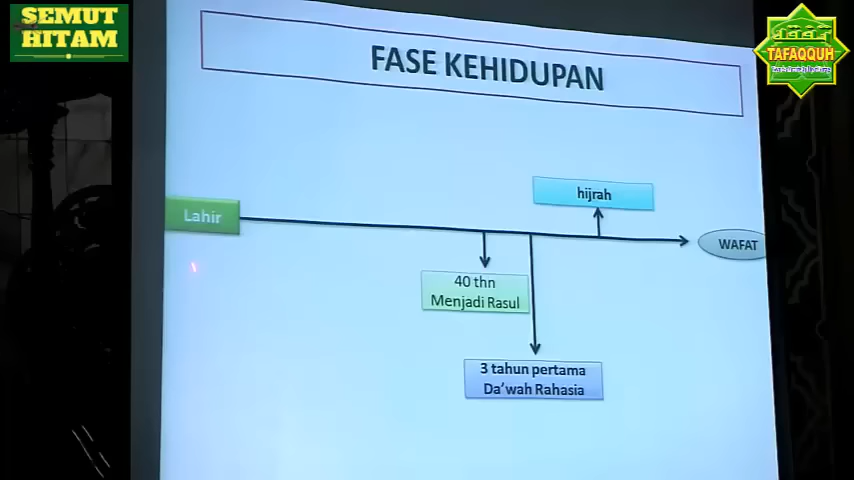 SEMUT
HITAM
TAFAQQUH
FASE KEHIDUPAN
hijrah
Lahir
WAFAT
40 thn
Menjadi Rasul
3 tahun pertama
Da'wah Rahasia